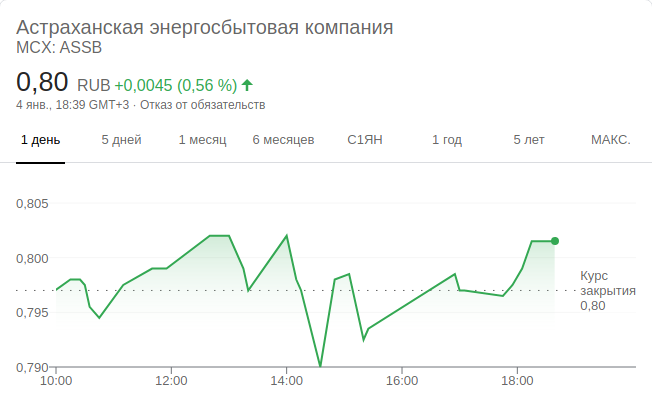 Астраханская энергосбытовая компания
MCX: ASSB
0,80 RUB +0,0045 (0,56 %)
4 янв., 18:39 GMT+3 · Отказ от обязательств
1 день 5 дней 1 месяц 6 месяцев С1ЯН 1 год 5 лет МАКС.
0,805
0,800
Курс
закрытия
0,80
0,795
0,790
10:00 12:00 14:00 16:00 18:00